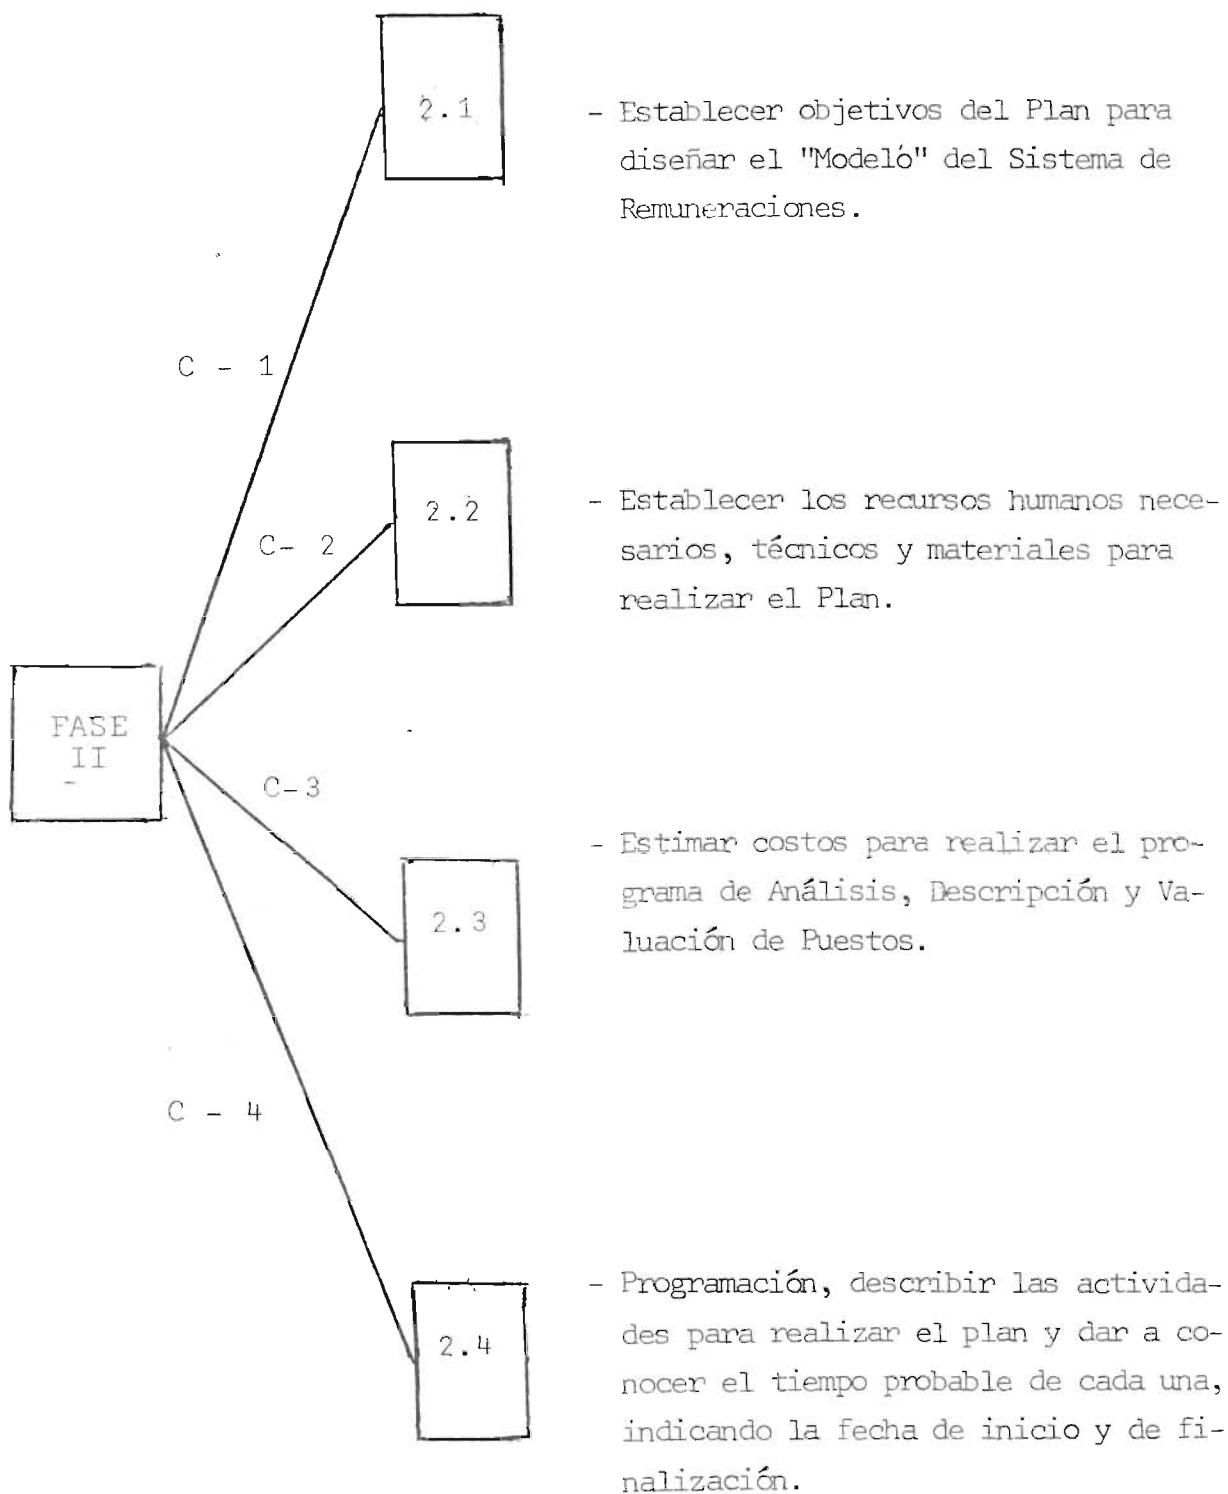 2.1
- Establecer objetivos del Plan para
diseñar el "Modeló" del Sistema de
Remuneraciones.
C - 1
2.2
- Establecer los recursos humanos nece-
sarios, técnicos y materiales para
realizar el Plan.
C- 2
FASE
II
C-3
2.3
- Estimar costos para realizar el pro-
grama de Análisis, Descripción y Va-
luación de Puestos.
C - 4
2.4
- Programación, describir las activida-
des para realizar el plan y dar a co-
nocer el tiempo probable de cada una,
indicando la fecha de inicio y de fi-
nalización.